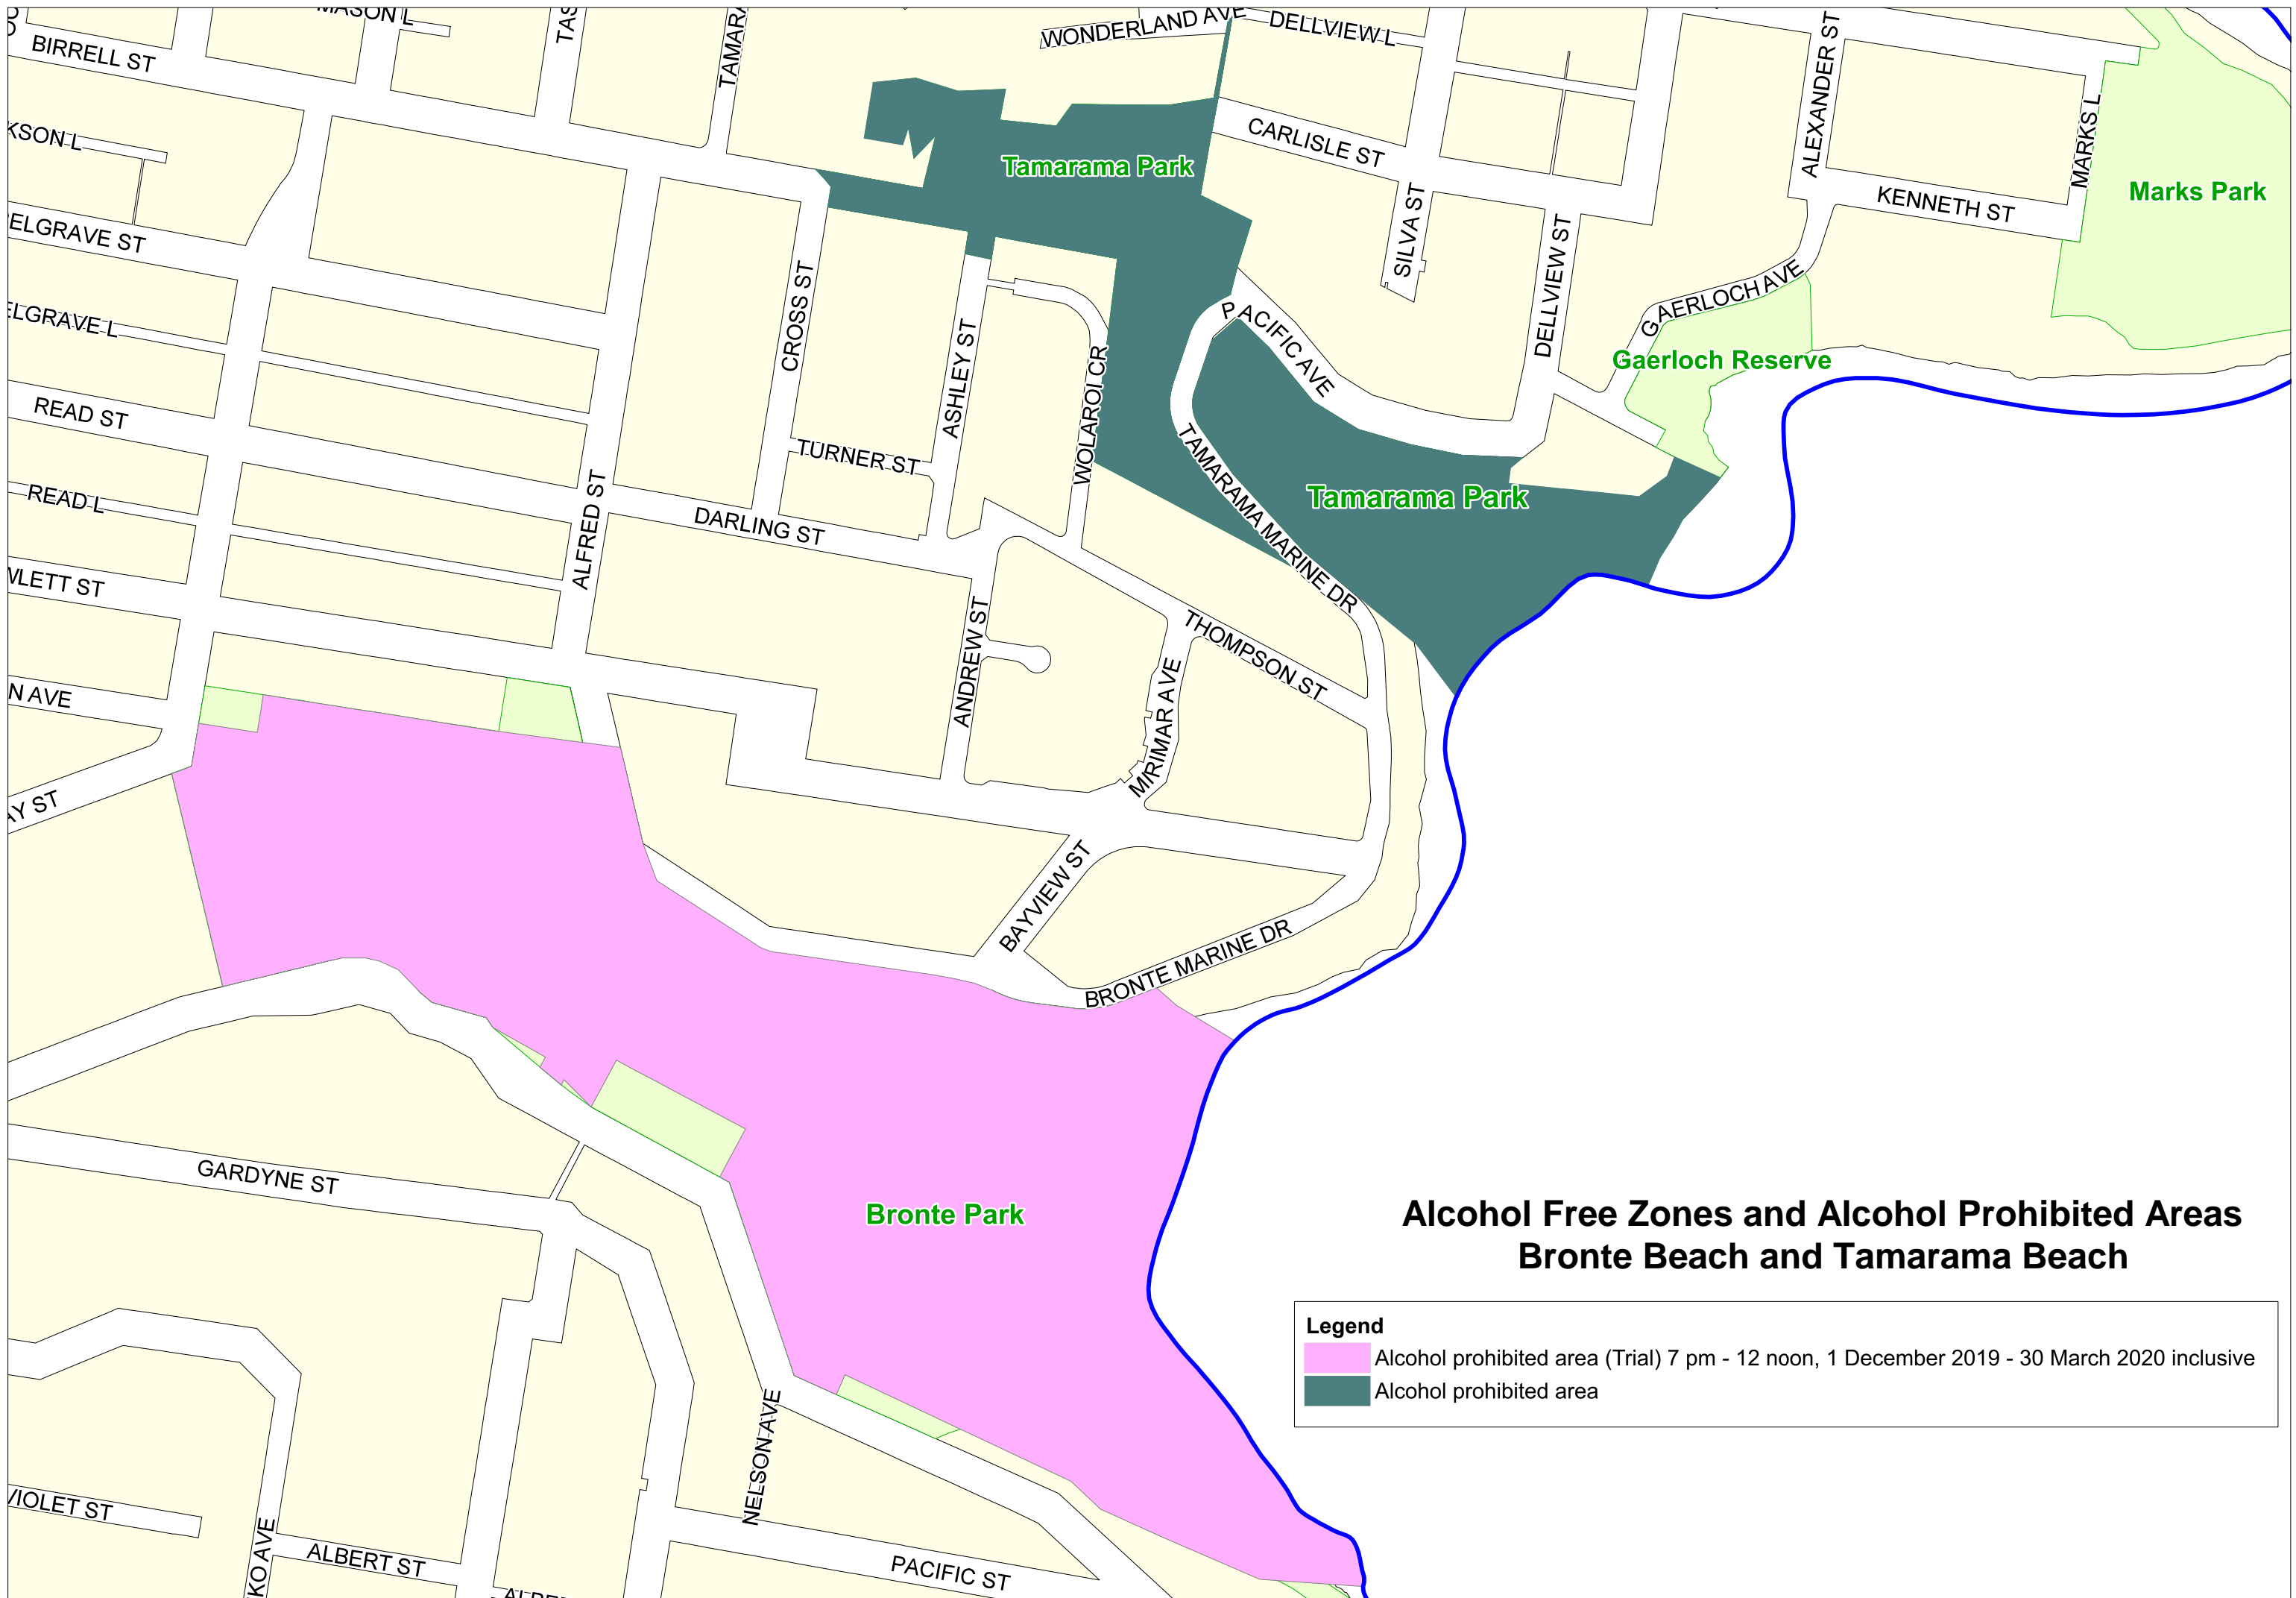 MASON L
WONDERLAND AVE
DELLVIEW L
BIRRELL ST
ALEXANDER ST
CARLISLE ST
MARKS L
Tamarama Park
Marks Park
KENNETH ST
SILVA ST
DELLVIEW ST
CROSS ST
GAERLOCH AVE
PACIFIC AVE
ASHLEY ST
WOLAROI CR
Gaerloch Reserve
READ ST
TURNER ST
TAMARAMA MARINE DR
Tamarama Park
READ L
DARLING ST
ALFRED ST
ANDREW ST
THOMPSON ST
MIRIMAR AVE
BAYVIEW ST
BRONTE MARINE DR
GARDYNE ST
Bronte Park
Alcohol Free Zones and Alcohol Prohibited Areas
Bronte Beach and Tamarama Beach
Legend
Alcohol prohibited area (Trial) 7 pm - 12 noon, 1 December 2019 - 30 March 2020 inclusive
Alcohol prohibited area
NELSON AVE
VIOLET ST
ALBERT ST
PACIFIC ST